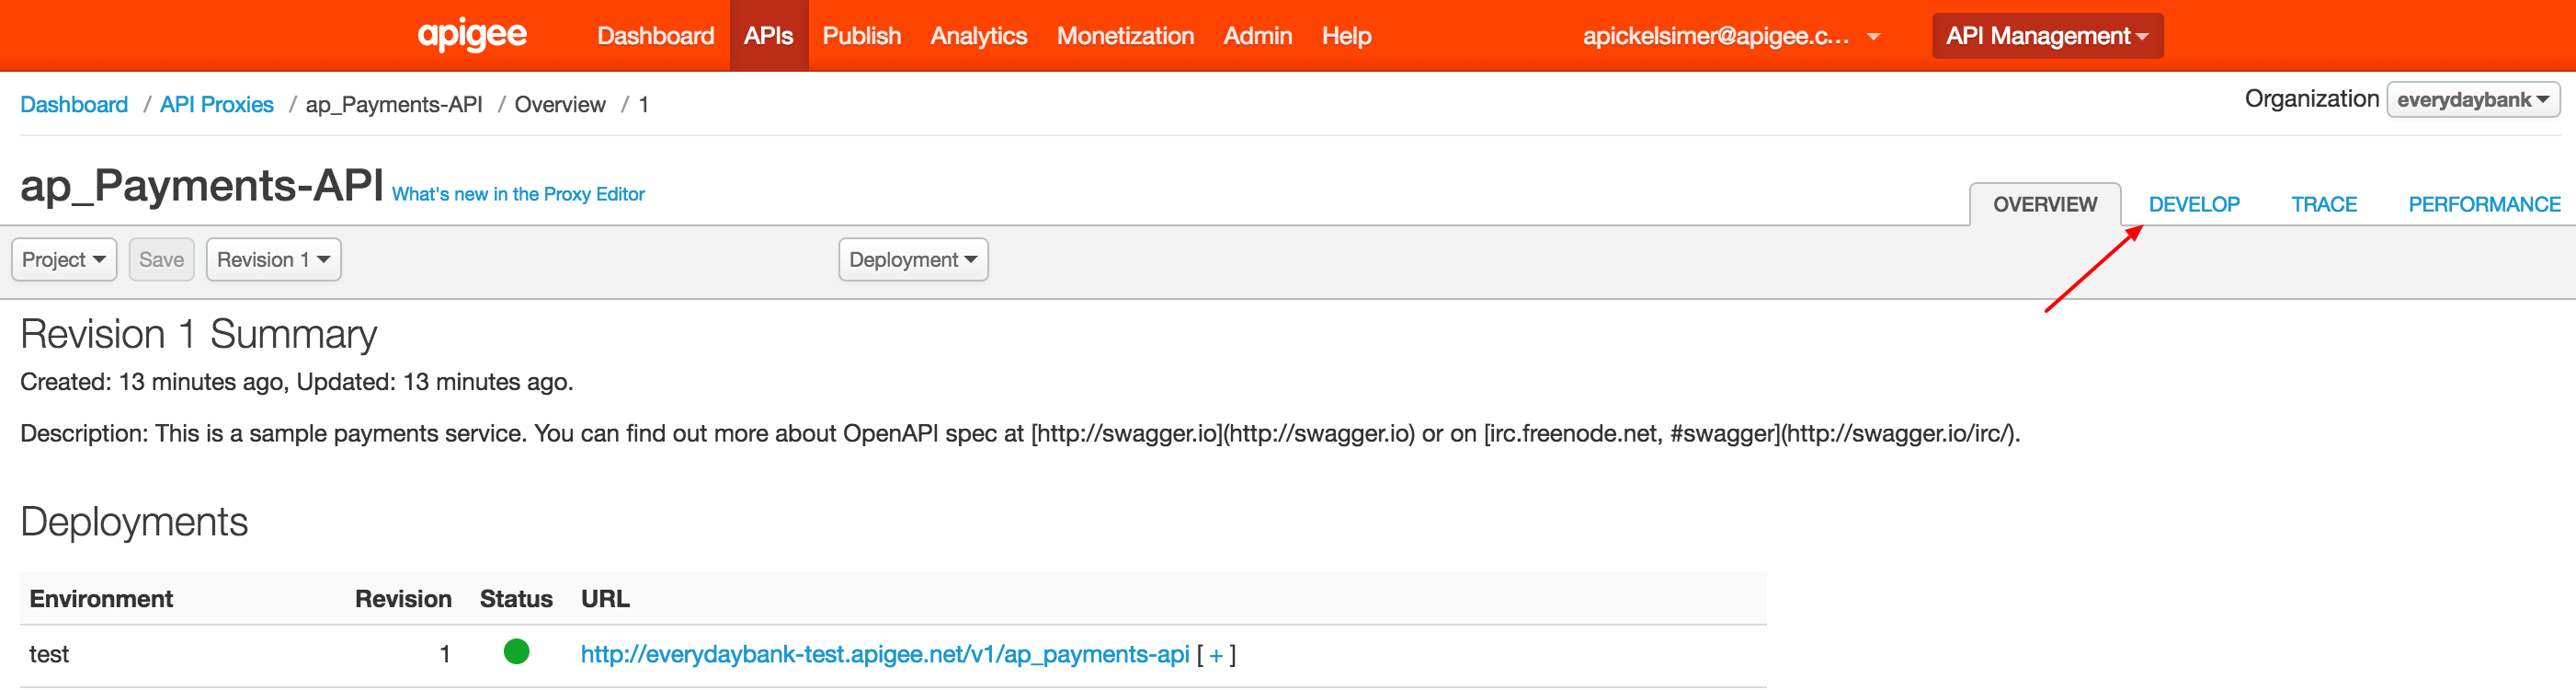 apigee Dashboard APIs Publish Analytics Monetization Admin Help apickelsimer@apigee.c... API Management
Dashboard / API Proxies / ap_Payments-API / Overview / 1 Organization everydaybank
ap_Payments-API What's new in the Proxy Editor OVERVIEW DEVELOP TRACE PERFORMANCE
Project Save Revision 1 Deployment
Revision 1 Summary
Created: 13 minutes ago, Updated: 13 minutes ago.
Description: This is a sample payments service. You can find out more about OpenAPI spec at [http://swagger.io](http://swagger.io) or on [irc.freenode.net, #swagger](http://swagger.io/irc/).
Deployments
Environment Revision Status URL
test 1 http://everydaybank-test.apigee.net/v1/ap_payments-api [ + ]